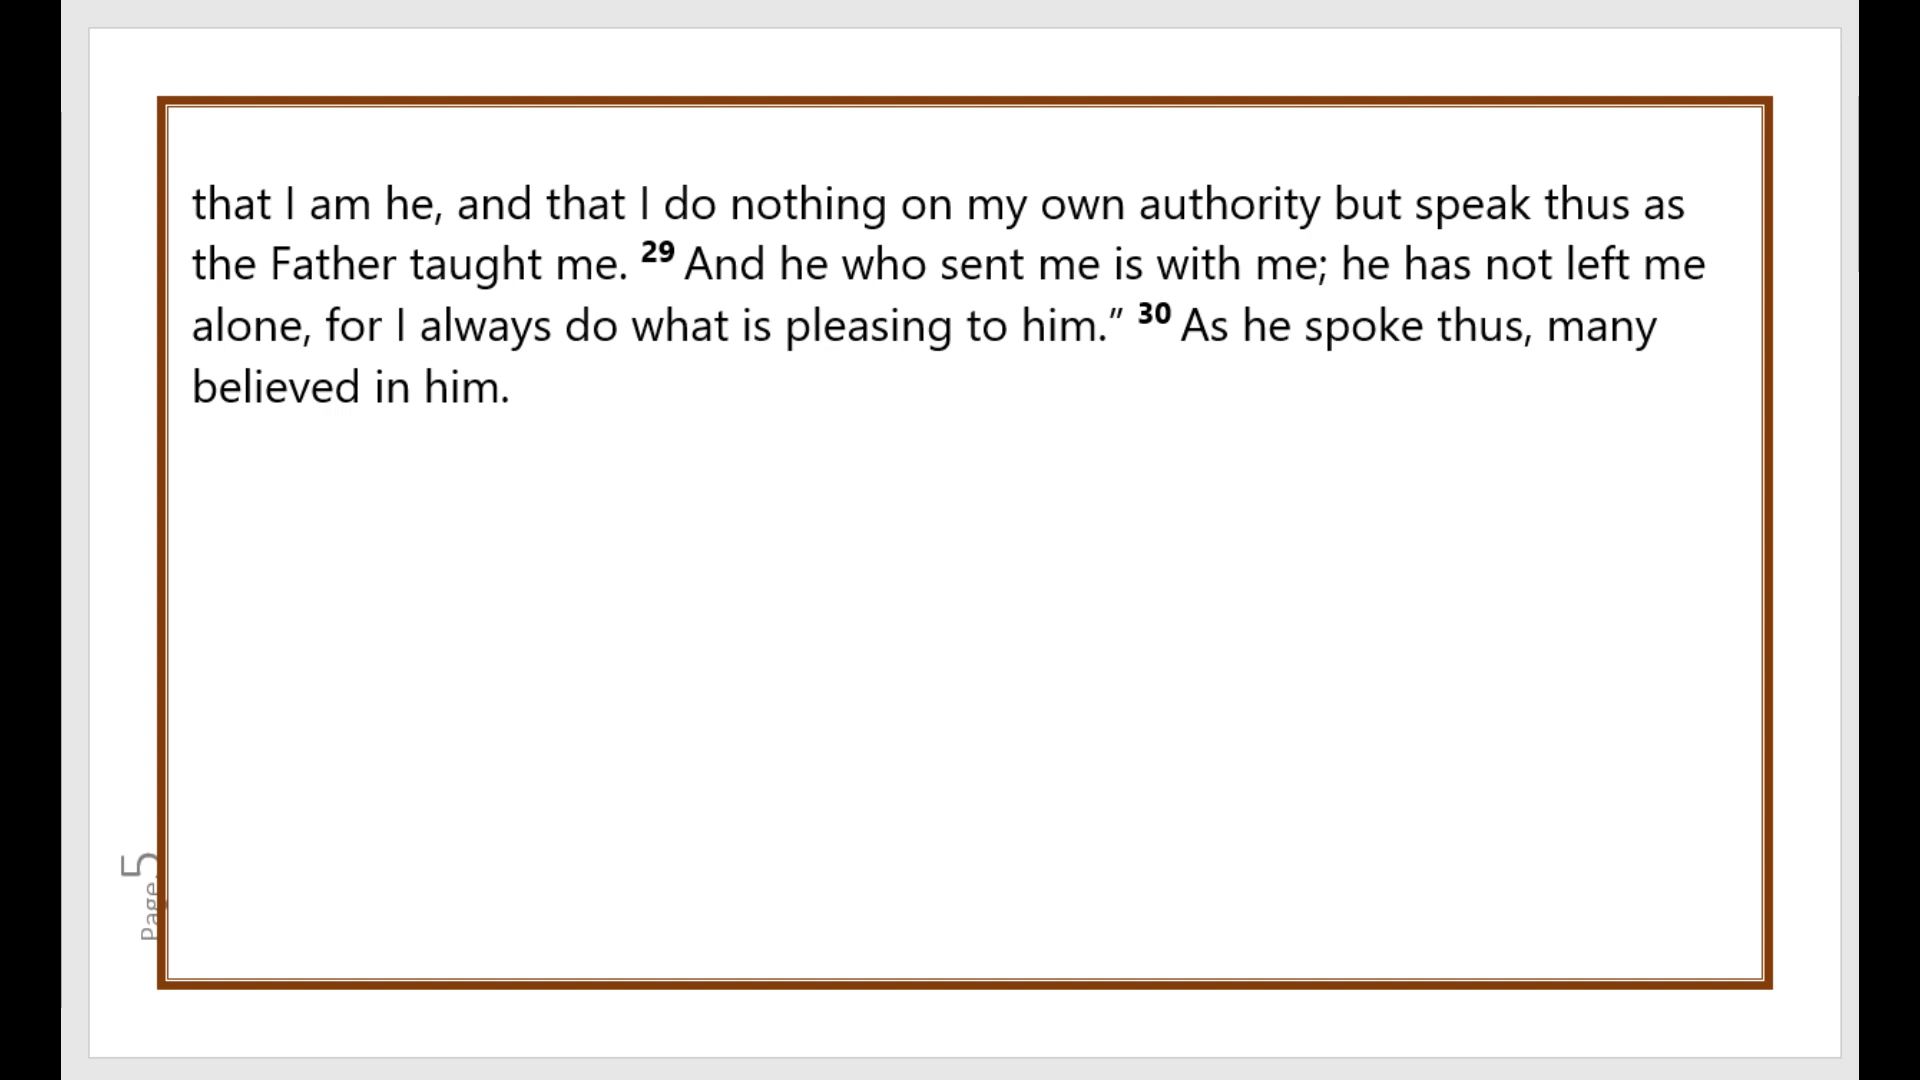 that I am he, and that I do nothing on my own authority but speak thus as
the Father taught me. 29 And he who sent me is with me; he has not left me
alone, for I always do what is pleasing to him.” 30 As he spoke thus, many
believed in him.
Page 5